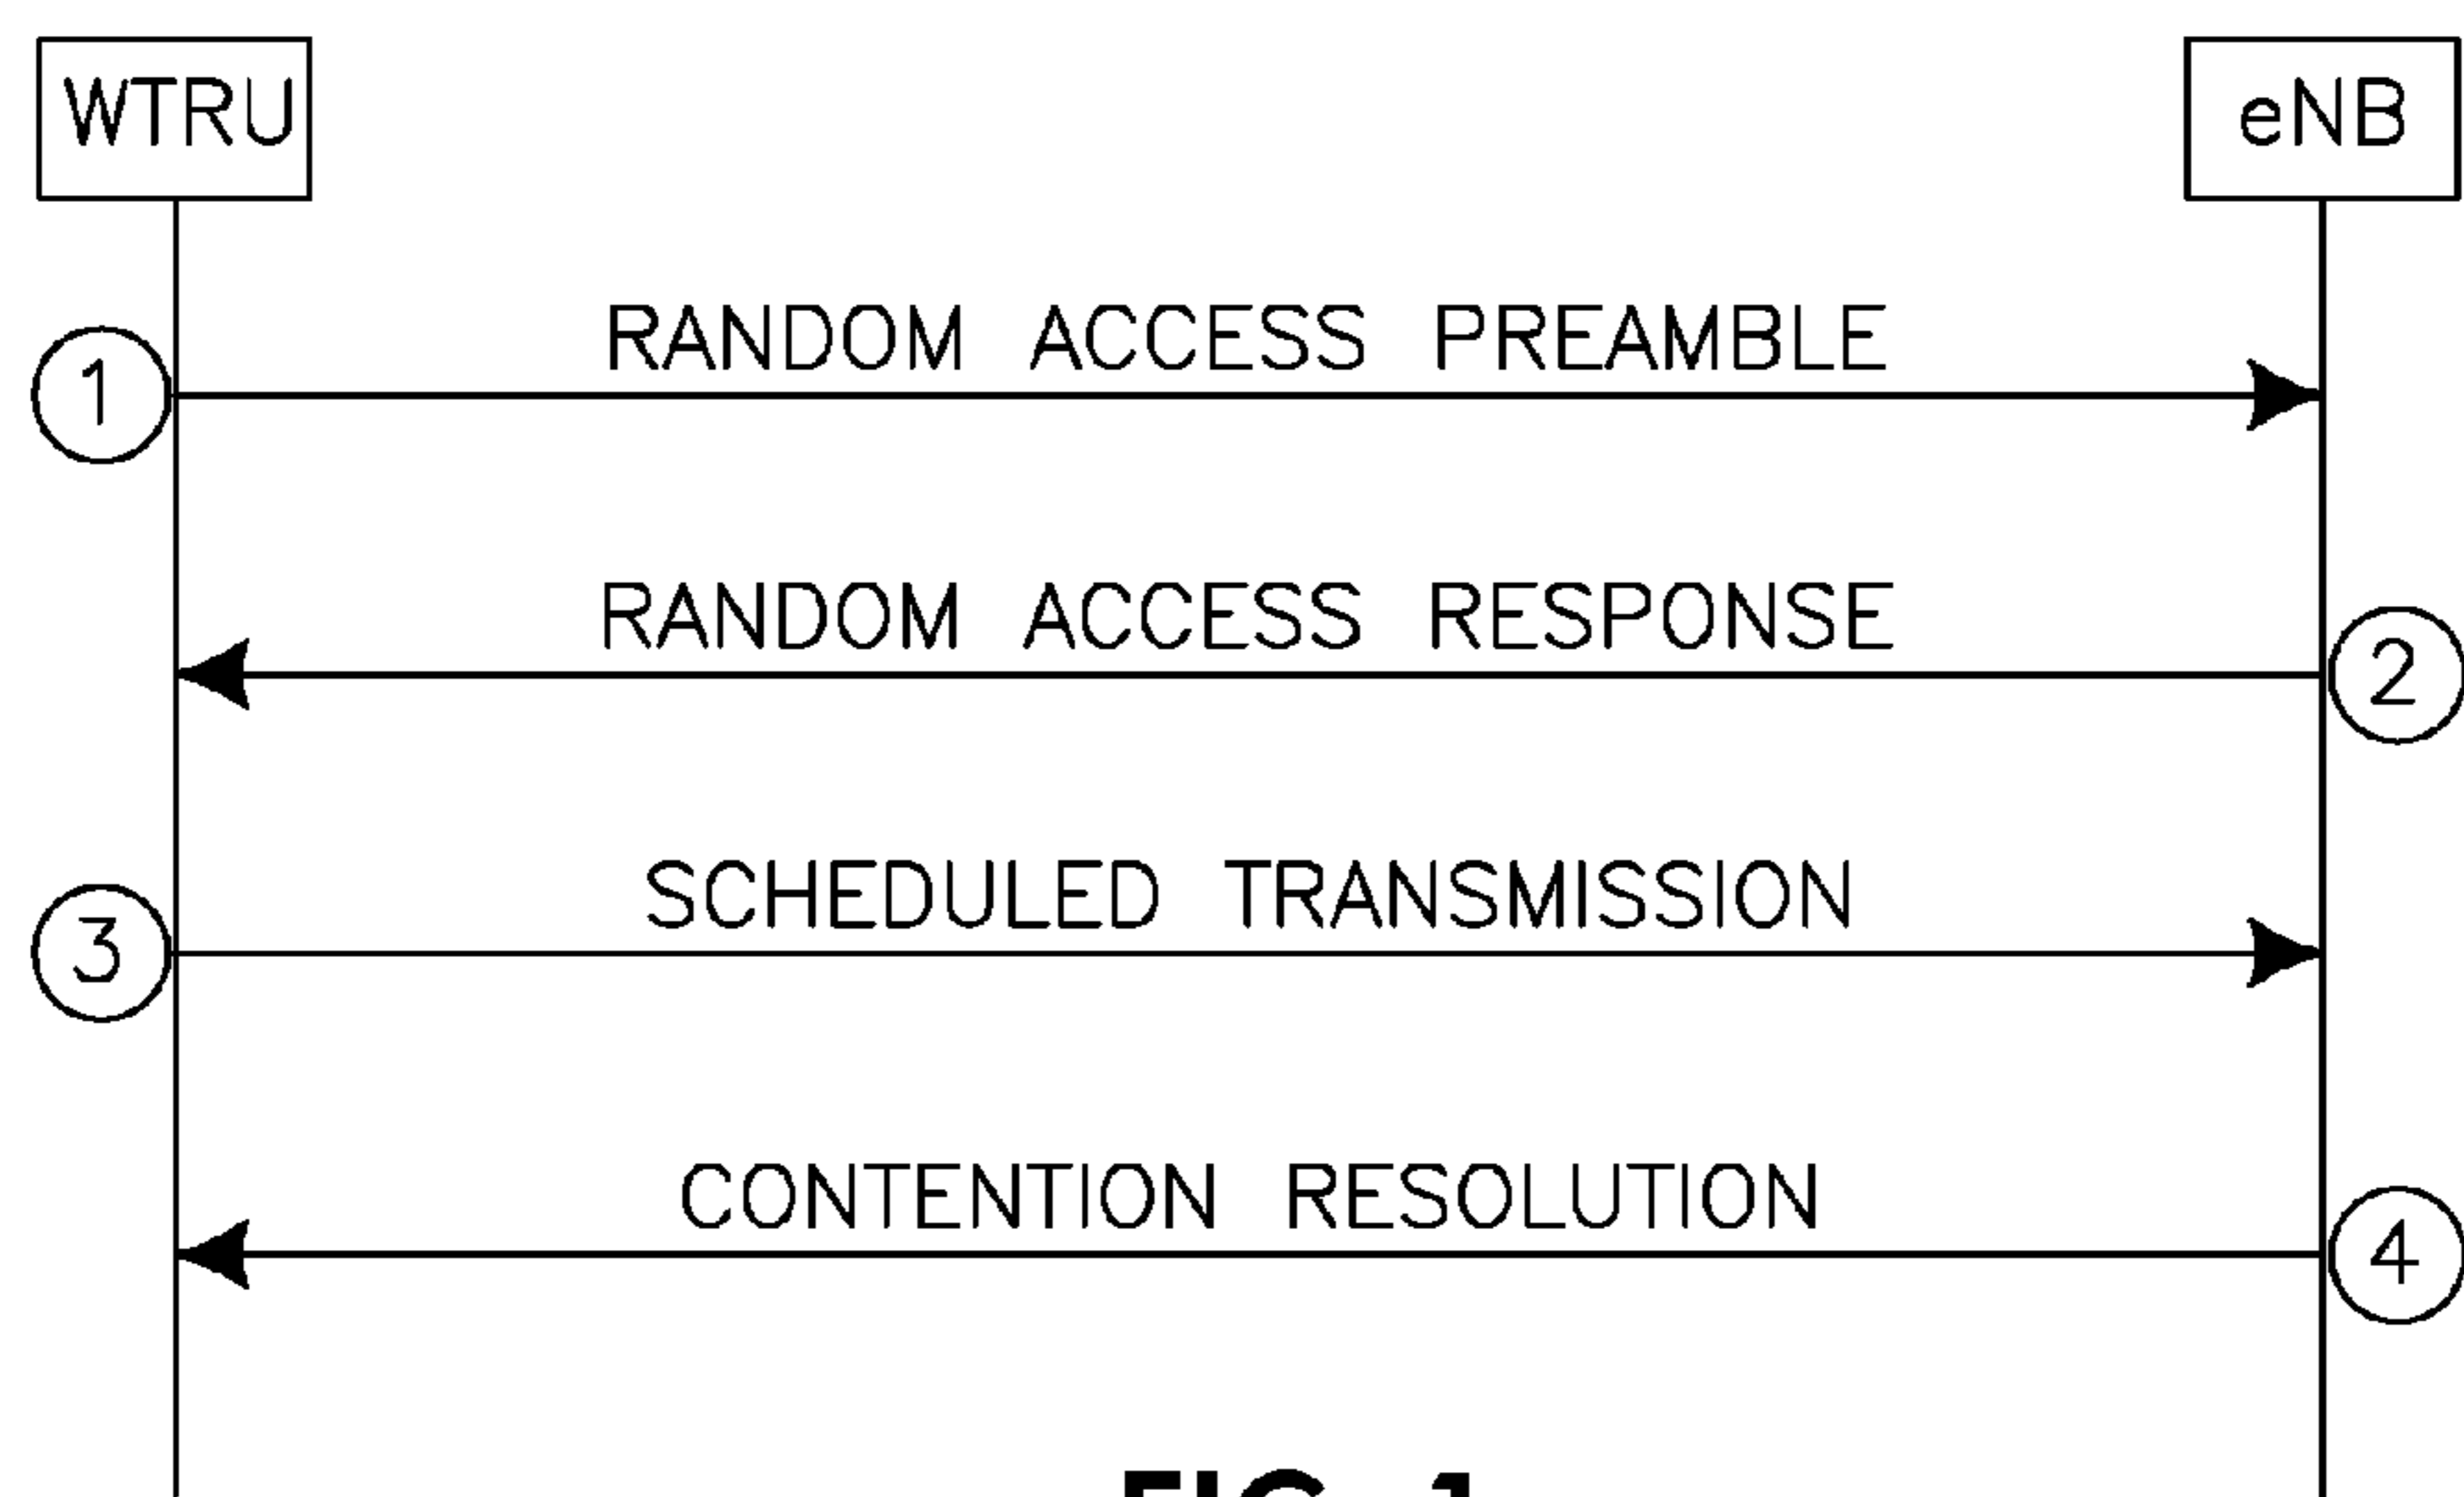 WTRU
eNB
RANDOM ACCESS PREAMBLE
1
RANDOM ACCESS RESPONSE
2
SCHEDULED TRANSMISSION
3
CONTENTION RESOLUTION
4